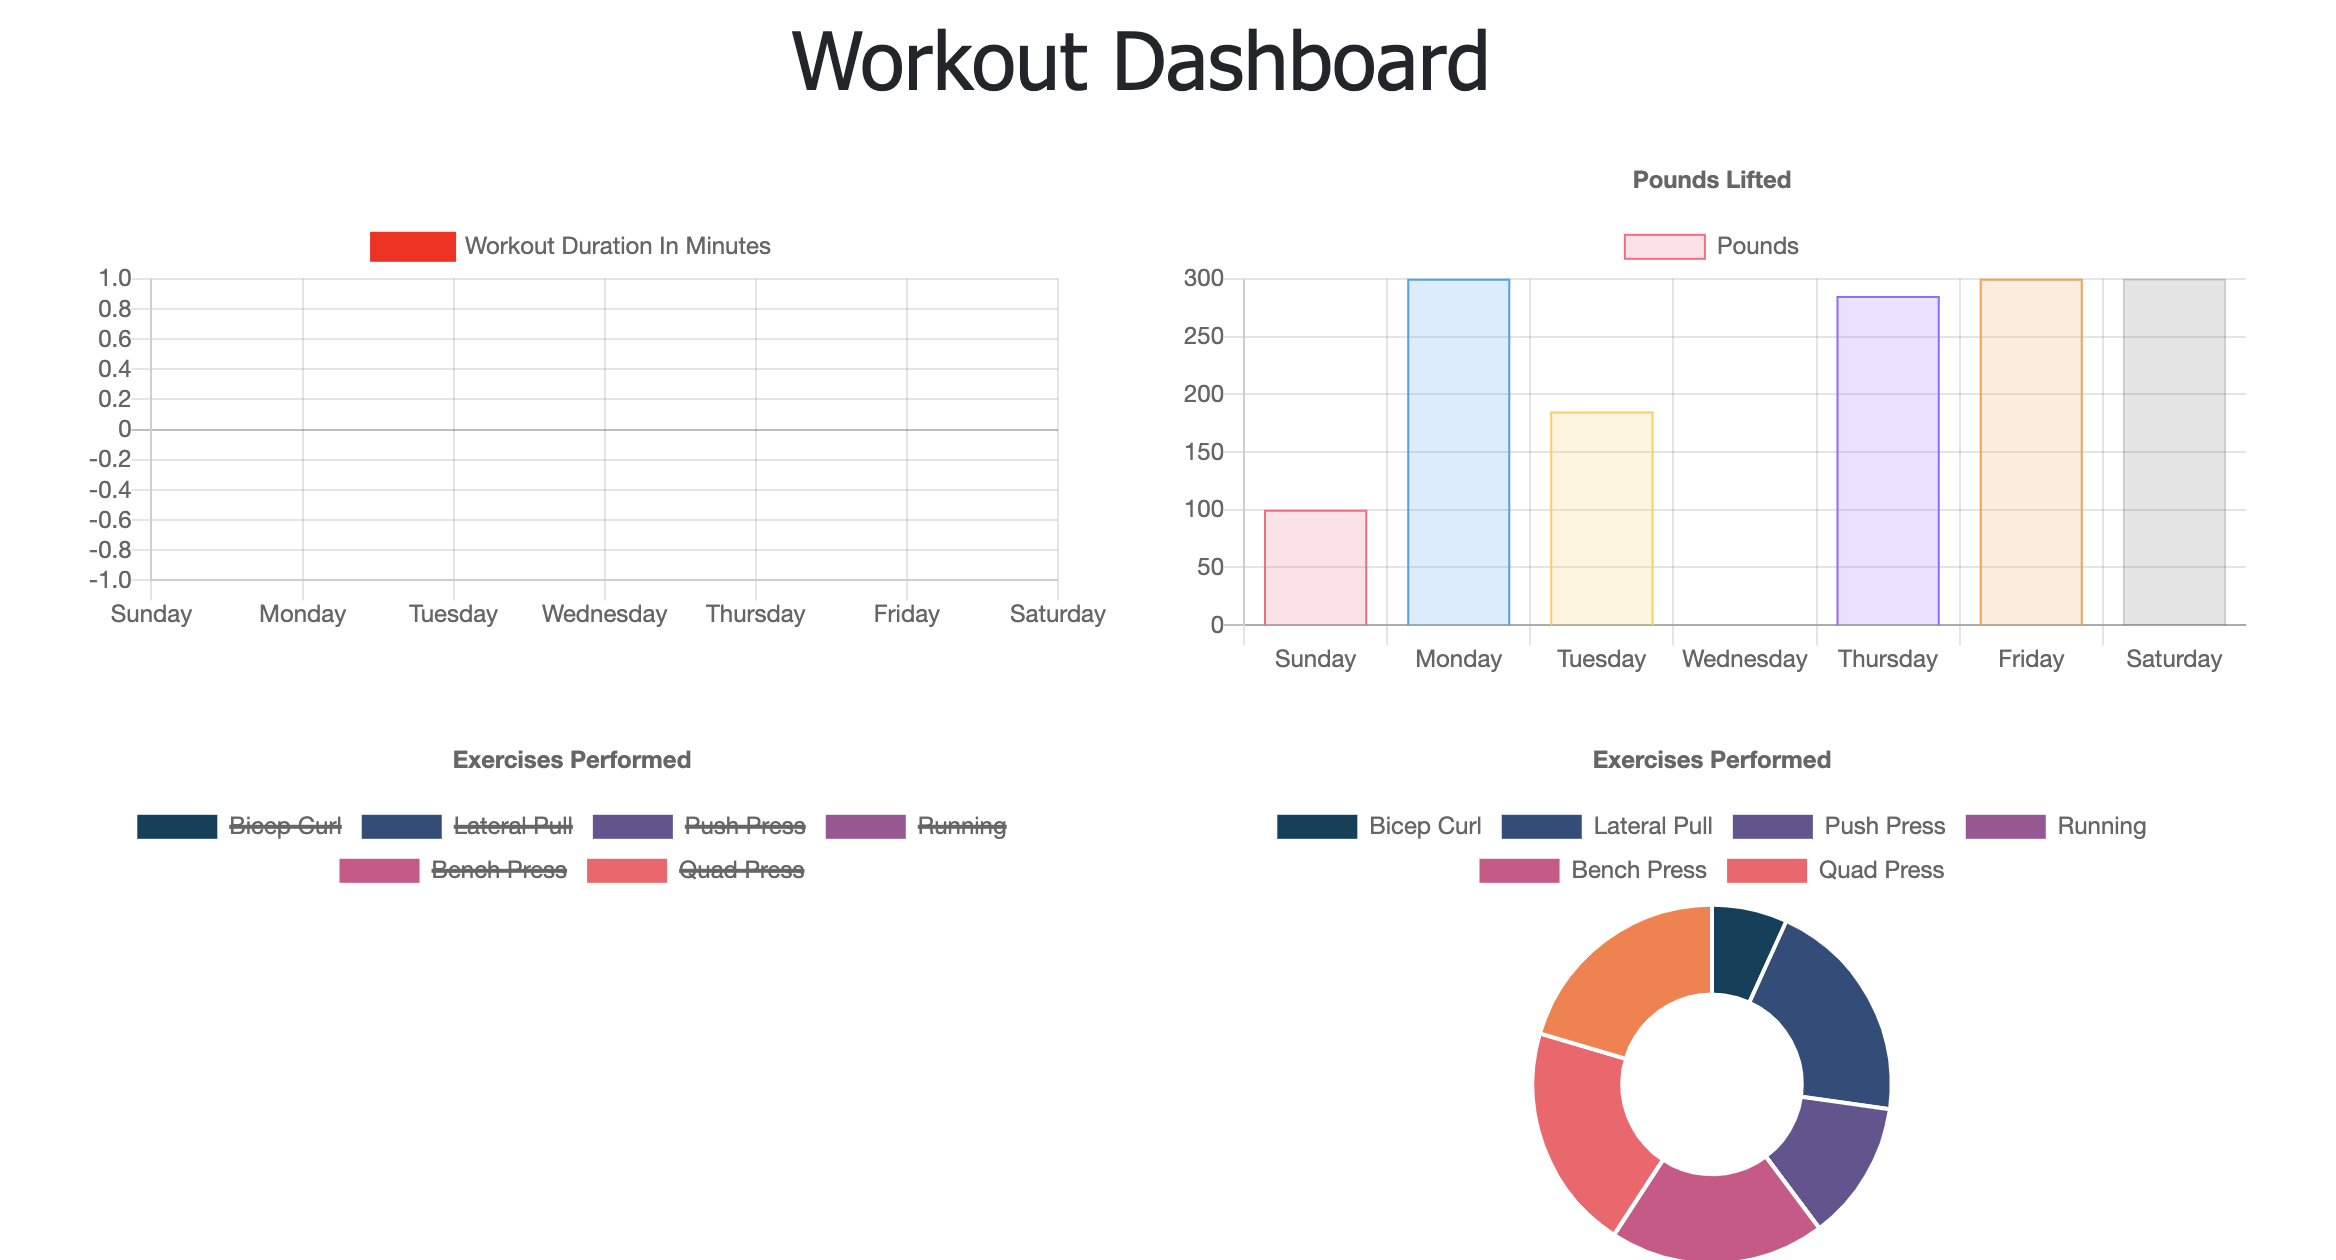 Workout Dashboard
Workout Duration In Minutes
1.0
0.8
0.6
0.4
0.2
0
-0.2
-0.4
-0.6
-0.8
-1.0
Sunday Monday Tuesday Wednesday Thursday Friday Saturday
Pounds Lifted
Pounds
300
250
200
150
100
50
0
Sunday Monday Tuesday Wednesday Thursday Friday Saturday
Exercises Performed
Bicep Curl Lateral Pull Push Press Running
Bench Press Quad Press
Exercises Performed
Bicep Curl Lateral Pull Push Press Running
Bench Press Quad Press